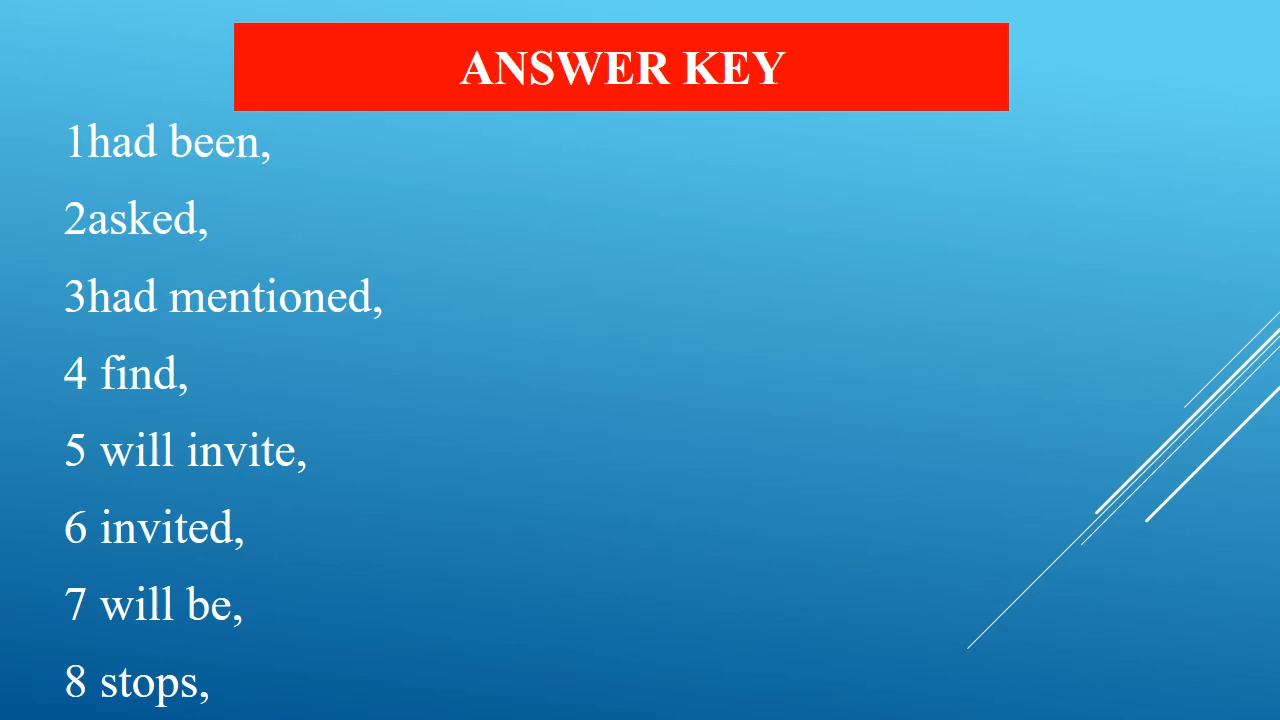 ANSWER KEY
1had been,
2asked,
3had mentioned,
4 find,
5 will invite,
6 invited,
7 will be,
8 stops,